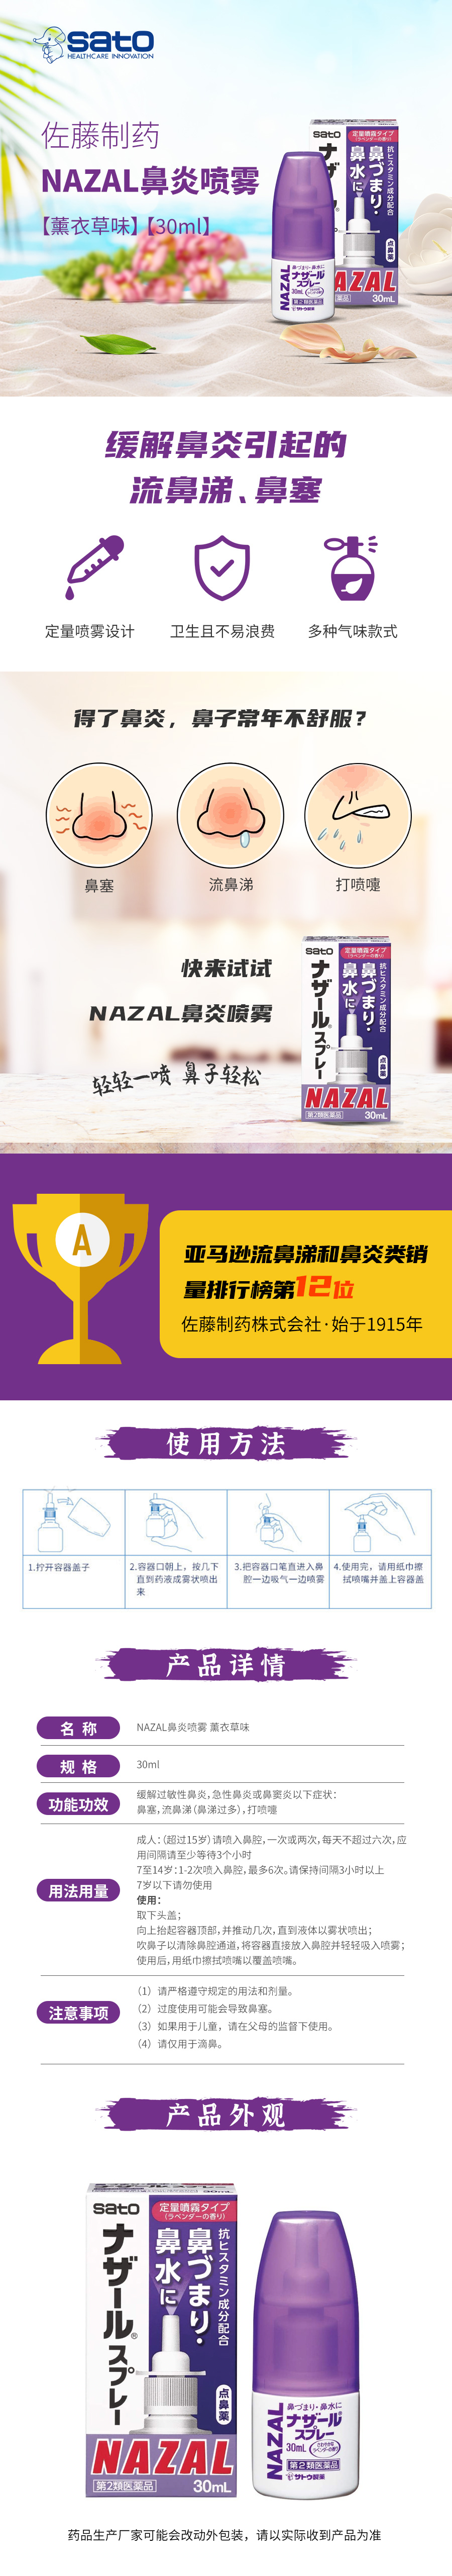 sato
HEALTHCARE INNOVATION
佐藤制药
NAZAL鼻炎喷雾
【薰衣草味】【30ml】
sato
定量噴霧タイプ
(ラベンダーの香り)
抗ヒスタミン成分配合
鼻づまり・
鼻水に
点鼻薬
AZAL
医薬品
30mL
鼻づまり・鼻水に
ナザール
スプレー
30mL
第2類医薬品
サトウ製薬
NAZAL
缓解鼻炎引起的
流鼻涕、鼻塞
定量喷雾设计
卫生且不易浪费
多种气味款式
得了鼻炎，鼻子常年不舒服?
鼻塞
流鼻涕
打喷嚏
快来试试
NAZAL鼻炎喷雾
轻轻一喷 鼻子轻松
sato
定量噴霧タイプ
(ラベンダーの香り)
抗ヒスタミン成分配合
鼻づまり・
鼻水に
ナザール®
スプレー
点鼻薬
NAZAL
第2類医薬品
30mL
A
亚马逊流鼻涕和鼻炎类销
量排行榜第12位
佐藤制药株式会社·始于1915年
使用方法
1.拧开容器盖子
2.容器口朝上，按几下
直到药液成雾状喷出
来
3.把容器口笔直进入鼻
腔一边吸气一边喷雾
4.使用完，请用纸巾擦
拭喷嘴并盖上容器盖
产品详情
名 称
NAZAL鼻炎喷雾 薰衣草味
规 格
30ml
功能功效
缓解过敏性鼻炎，急性鼻炎或鼻窦炎以下症状：
鼻塞，流鼻涕（鼻涕过多），打喷嚏
用法用量
成人：（超过15岁）请喷入鼻腔，一次或两次，每天不超过六次，应
用间隔请至少等待3个小时
7至14岁：1-2次喷入鼻腔，最多6次。请保持间隔3小时以上
7岁以下请勿使用
使用：
取下头盖；
向上抬起容器顶部，并推动几次，直到液体以雾状喷出；
吹鼻子以清除鼻腔通道，将容器直接放入鼻腔并轻轻吸入喷雾；
使用后，用纸巾擦拭喷嘴以覆盖喷嘴。
注意事项
（1）请严格遵守规定的用法和剂量。
（2）过度使用可能会导致鼻塞。
（3）如果用于儿童，请在父母的监督下使用。
（4）请仅用于滴鼻。
产品外观
sato
定量噴霧タイプ
(ラベンダーの香り)
抗ヒスタミン成分配合
鼻づまり・
鼻水に
ナザール®
スプレー
点鼻薬
NAZAL
第2類医薬品
30mL
鼻づまり・鼻水に
ナザール
スプレー
30mL
さわやかな
ラベンダーの香り
第2類医薬品
サトウ製薬
NAZAL
药品生产厂家可能会改动外包装，请以实际收到产品为准